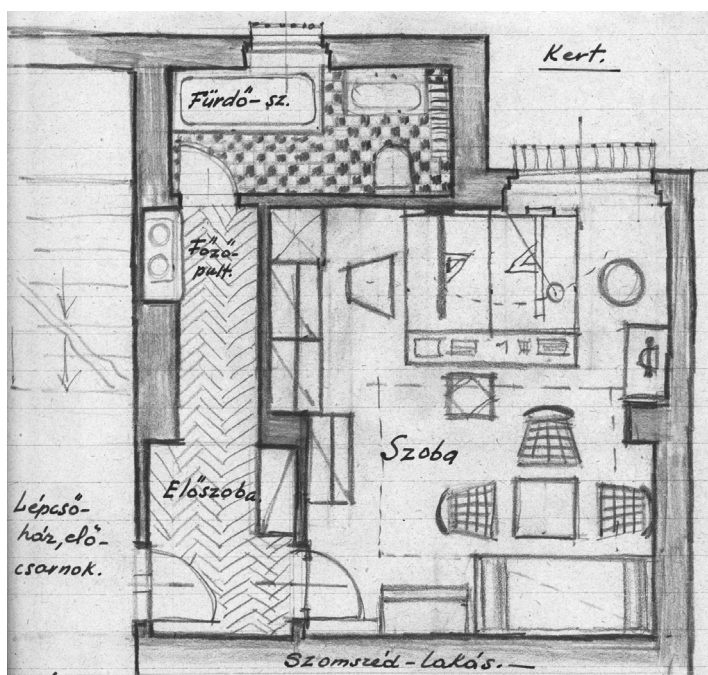 Kert.
Fürdő-sz.
Főző-
pult.
Szoba
Előszoba.
Lépcső-
ház, elő-
csarnok.
Szomszéd-lakás.—